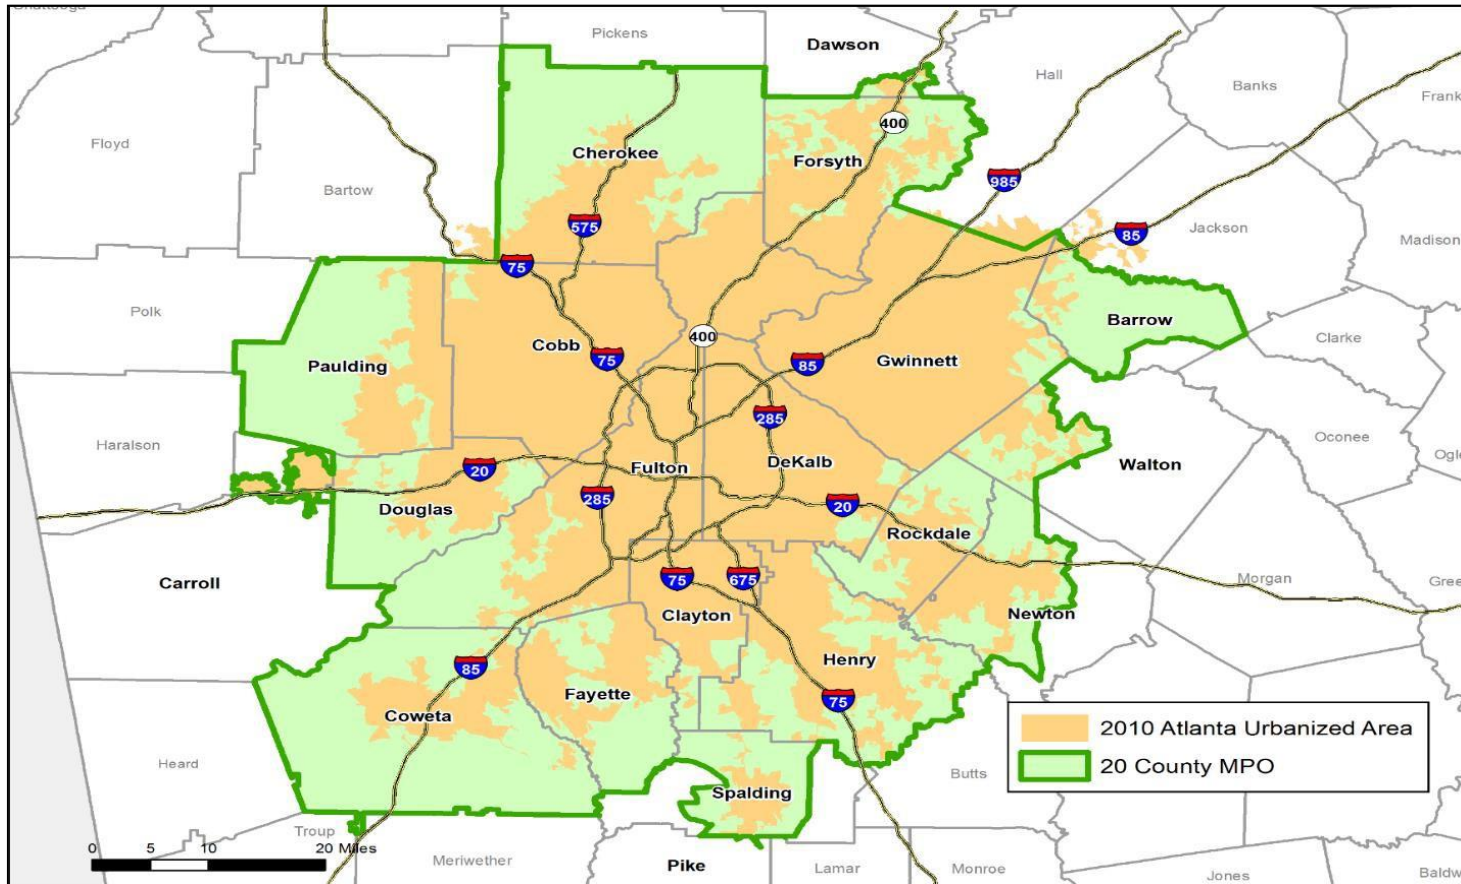 Pickens
Dawson
Hall
Banks
Frank
400
Floyd
Cherokee
Forsyth
Bartow
985
575
85
Jackson
Madison
75
Polk
Barrow
400
Clarke
Cobb
75
85
Gwinnett
Paulding
285
Haralson
Oconee
Ogle
20
Fulton
DeKalb
Walton
285
20
Douglas
Rockdale
75
675
Carroll
Morgan
Gree
Clayton
Newton
85
Henry
Fayette
75
Coweta
2010 Atlanta Urbanized Area
Heard
20 County MPO
Butts
Spalding
Troup
0 5 10 20 Miles
Meriwether
Pike
Lamar
Monroe
Jones
Baldw